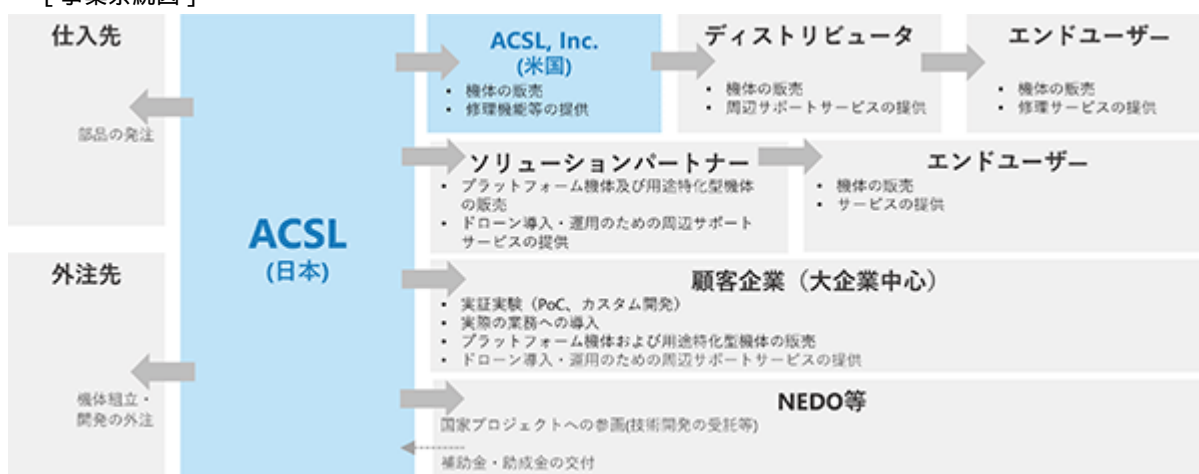 [ 事業系統図 ]
仕入先
部品の発注
外注先
機体組立・
開発の外注
ACSL
(日本)
ACSL, Inc.
(米国)
• 機体の販売
• 修理機能等の提供
ディストリビュータ
• 機体の販売
• 周辺サポートサービスの提供
エンドユーザー
• 機体の販売
• 修理サービスの提供
ソリューションパートナー
• プラットフォーム機体及び用途特化型機体
の販売
• ドローン導入・運用のための周辺サポート
サービスの提供
エンドユーザー
• 機体の販売
• サービスの提供
顧客企業（大企業中心）
• 実証実験（PoC、カスタム開発）
• 実際の業務への導入
• プラットフォーム機体および用途特化型機体の販売
• ドローン導入・運用のための周辺サポートサービスの提供
NEDO等
国家プロジェクトへの参画(技術開発の受託等)
補助金・助成金の交付